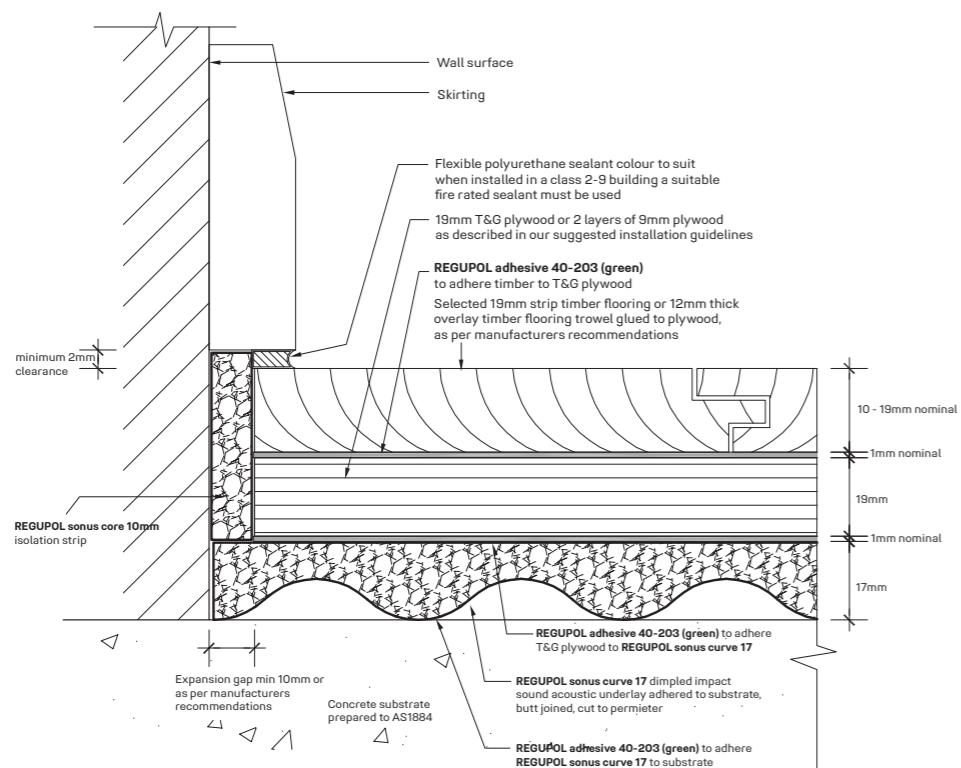 Wall surface
Skirting
Flexible polyurethane sealant colour to suit
when installed in a class 2-9 building a suitable
fire rated sealant must be used
19mm T&G plywood or 2 layers of 9mm plywood
as described in our suggested installation guidelines
REGUPOL adhesive 40-203 (green)
to adhere timber to T&G plywood
Selected 19mm strip timber flooring or 12mm thick
overlay timber flooring trowel glued to plywood,
as per manufacturers recommendations
minimum 2mm
clearance
10 - 19mm nominal
1mm nominal
19mm
REGUPOL sonus core 10mm
isolation strip
1mm nominal
17mm
REGUPOL adhesive 40-203 (green) to adhere
T&G plywood to REGUPOL sonus curve 17
Expansion gap min 10mm or
as per manufacturers
recommendations
Concrete substrate
prepared to AS1884
REGUPOL sonus curve 17 dimpled impact
sound acoustic underlay adhered to substrate,
butt joined, cut to permieter
REGUPOL adhesive 40-203 (green) to adhere
REGUPOL sonus curve 17 to substrate